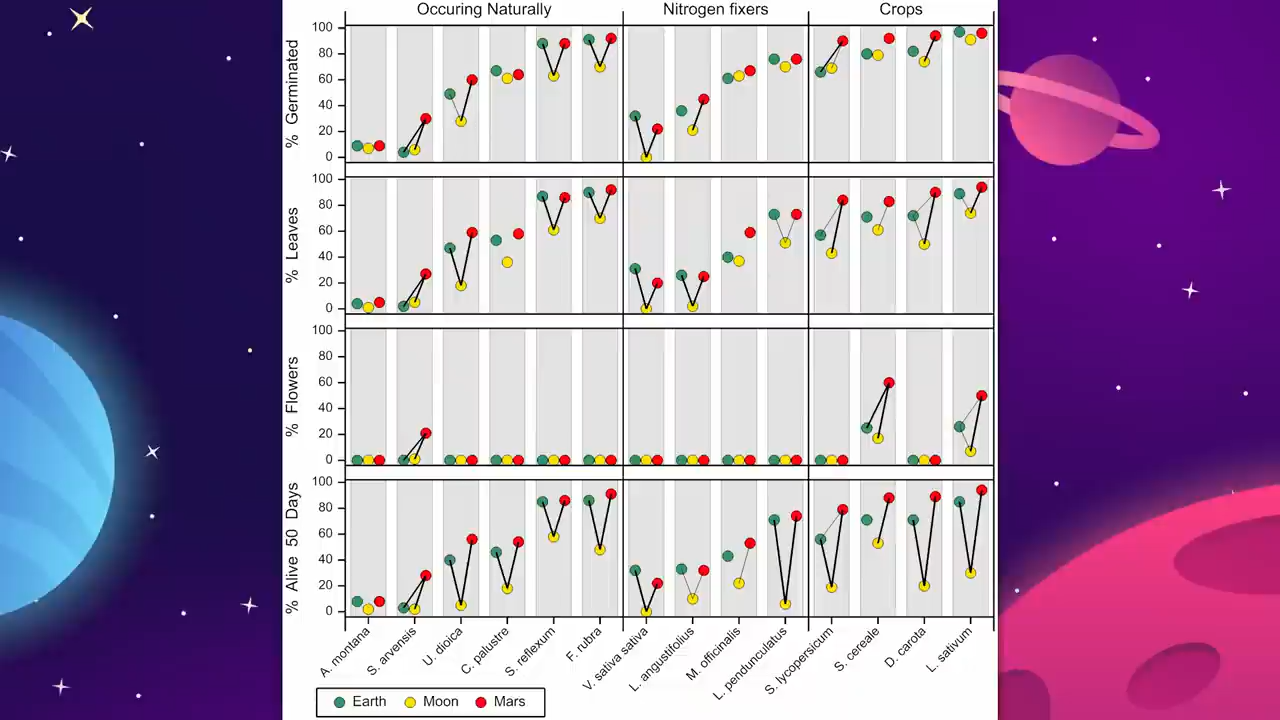 Occuring Naturally
Nitrogen fixers
Crops
% Germinated
100
80
60
40
20
0
% Leaves
100
80
60
40
20
0
% Flowers
100
80
60
40
20
0
% Alive 50 Days
100
80
60
40
20
0
A. montana
S. arvensis
U. dioica
C. palustre
S. reflexum
F. rubra
V. sativa sativa
L. angustifolius
M. officinalis
L. pendunculatus
S. lycopersicum
S. cereale
D. carota
L. sativum
Earth
Moon
Mars